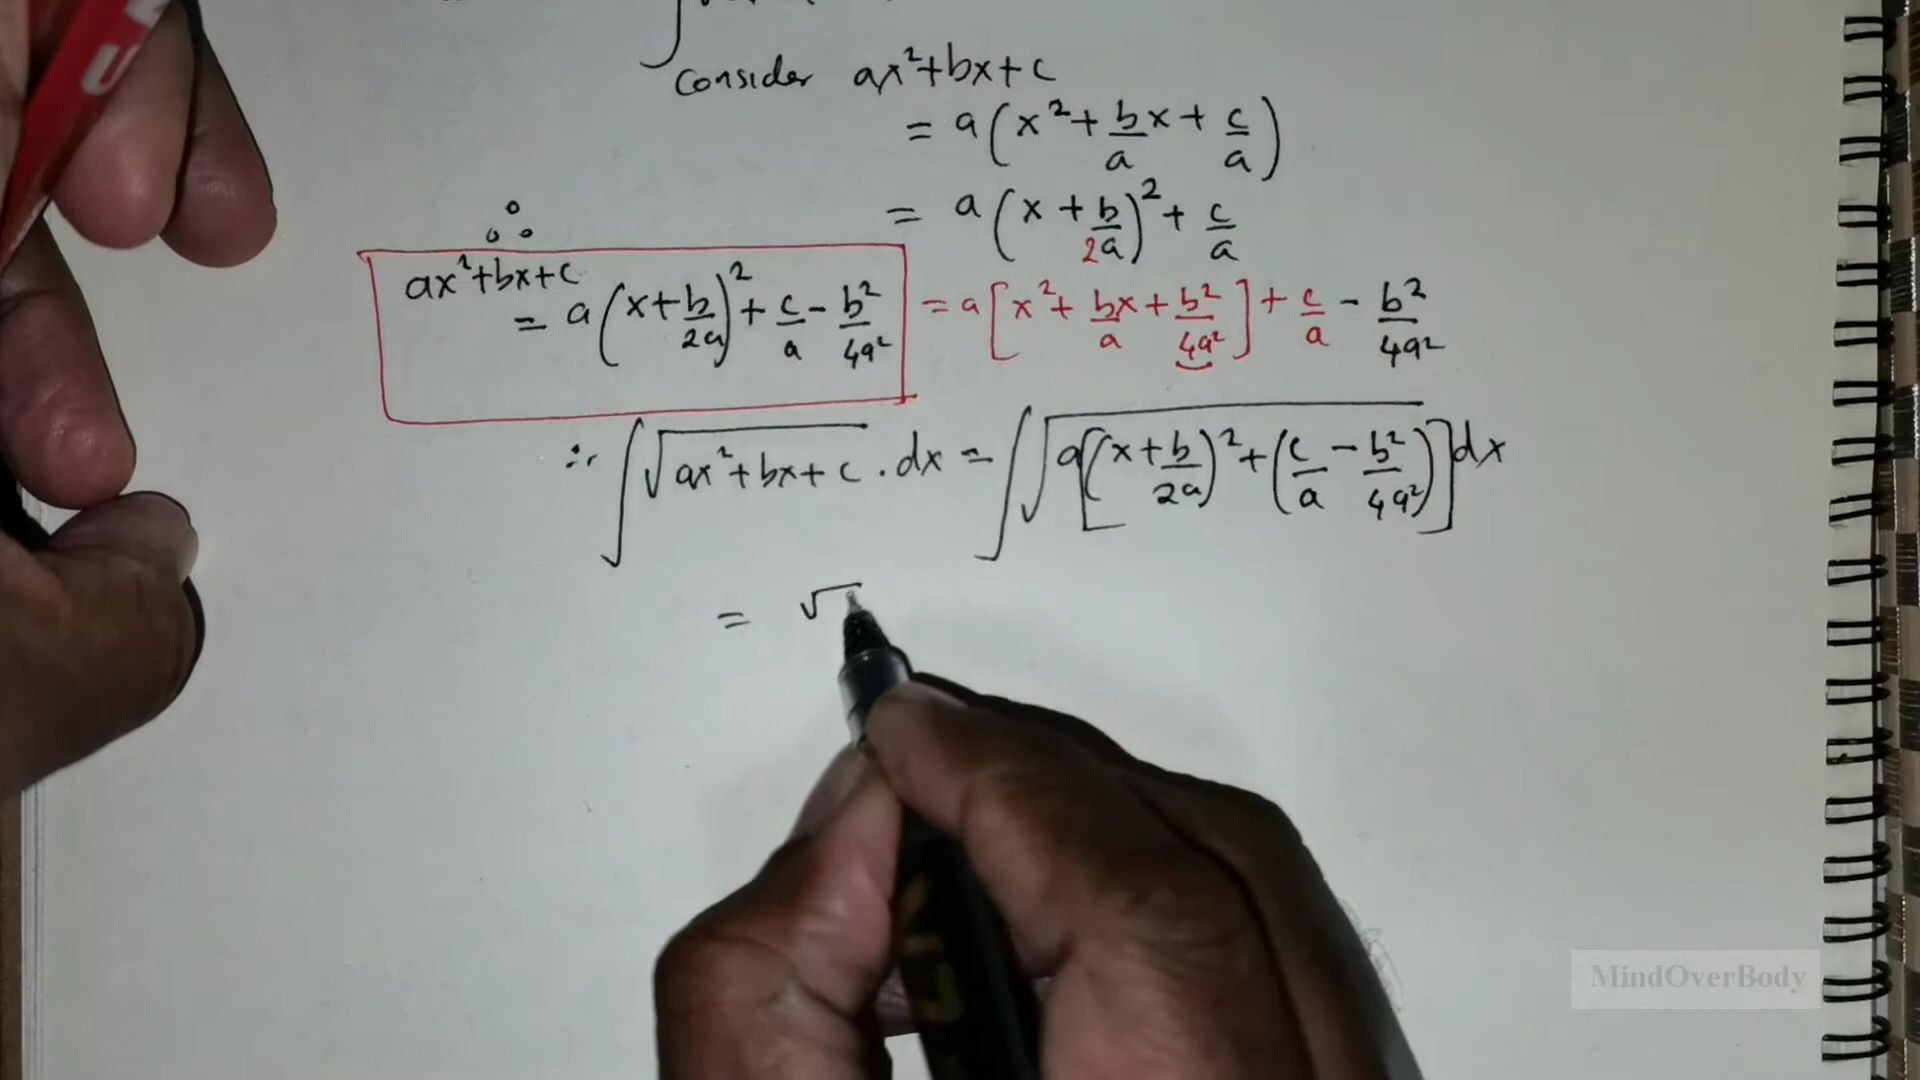 Consider ax²+bx+c
= a(x²+b/a x+c/a)
= a(x+b/2a)²+c/a
∴
ax²+bx+c
= a(x+b/2a)²+c/a-b²/4a²
=a[x²+bx/a+b²/4a²]+c/a-b²/4a²
∴ ∫√ax²+bx+c . dx = ∫√a[(x+b/2a)²+(c/a-b²/4a²)]dx
= √
MindOverBody